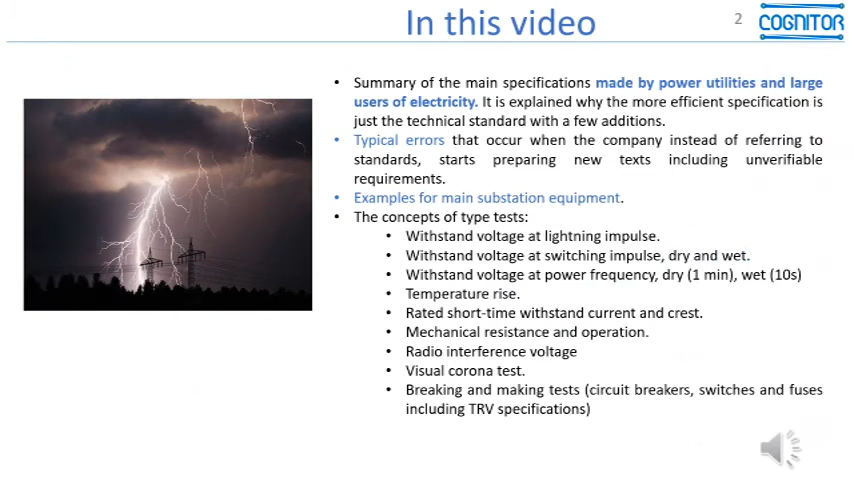 In this video
2
COGNITOR
• Summary of the main specifications made by power utilities and large
users of electricity. It is explained why the more efficient specification is
just the technical standard with a few additions.
• Typical errors that occur when the company instead of referring to
standards, starts preparing new texts including unverifiable
requirements.
• Examples for main substation equipment.
• The concepts of type tests:
• Withstand voltage at lightning impulse.
• Withstand voltage at switching impulse, dry and wet.
• Withstand voltage at power frequency, dry (1 min), wet (10s)
• Temperature rise.
• Rated short-time withstand current and crest.
• Mechanical resistance and operation.
• Radio interference voltage
• Visual corona test.
• Breaking and making tests (circuit breakers, switches and fuses
including TRV specifications)